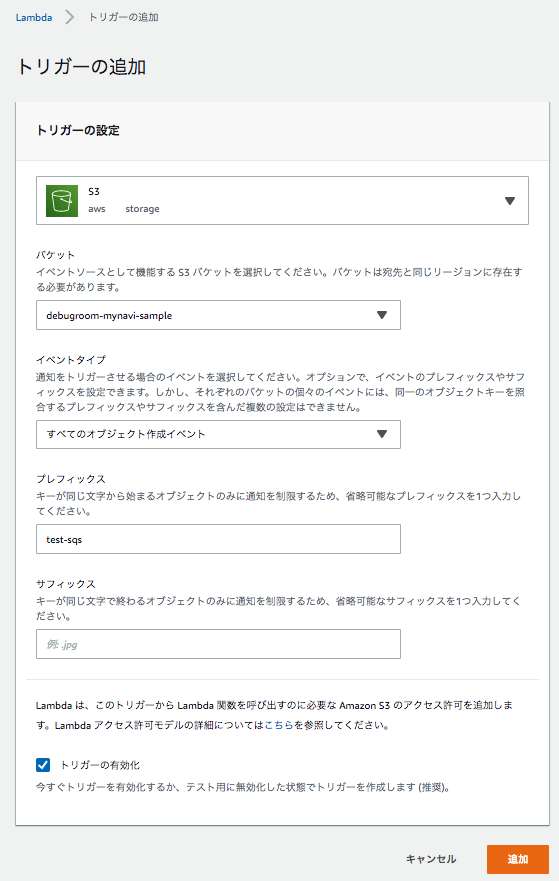 Lambda > トリガーの追加
トリガーの追加
トリガーの設定
S3
aws storage
バケット
イベントソースとして機能する S3 バケットを選択してください。バケットは宛先と同じリージョンに存在す
る必要があります。
debugroom-mynavi-sample
イベントタイプ
通知をトリガーさせる場合のイベントを選択してください。オプションで、イベントのプレフィックスやサフ
ィックスを設定できます。しかし、それぞれのバケットの個々のイベントには、同一のオブジェクトキーを照
合するプレフィックスやサフィックスを含んだ複数の設定はできません。
すべてのオブジェクト作成イベント
プレフィックス
キーが同じ文字から始まるオブジェクトのみに通知を制限するため、省略可能なプレフィックスを1つ入力し
てください。
test-sqs
サフィックス
キーが同じ文字で終わるオブジェクトのみに通知を制限するため、省略可能なサフィックスを1つ入力してく
ださい。
例: .jpg
Lambda は、このトリガーから Lambda 関数を呼び出すのに必要な Amazon S3 のアクセス許可を追加しま
す。Lambda アクセス許可モデルの詳細についてはこちらを参照してください。
トリガーの有効化
今すぐトリガーを有効化するか、テスト用に無効化した状態でトリガーを作成します (推奨)。
キャンセル 追加